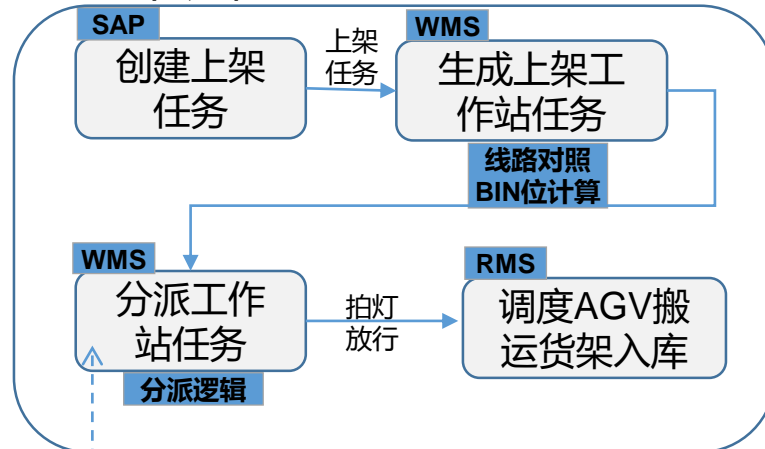 SAP
创建上架
任务
上架
任务
WMS
生成上架工
作站任务
线路对照
BIN位计算
WMS
分派工作
站任务
分派逻辑
拍灯
放行
RMS
调度AGV搬
运货架入库